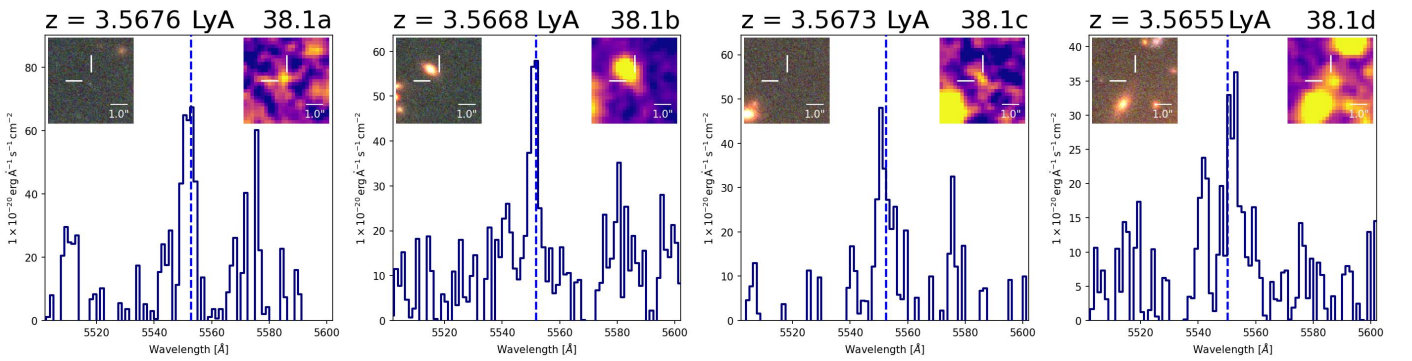 z = 3.5676 LyA 38.1a
80
60
40
20
0
1 × 10⁻²⁰ erg Å⁻¹ s⁻¹ cm⁻²
1.0"
1.0"
5520 5540 5560 5580 5600
Wavelength [Å]
z = 3.5668 LyA 38.1b
60
50
40
30
20
10
0
1 × 10⁻²⁰ erg Å⁻¹ s⁻¹ cm⁻²
1.0"
1.0"
5520 5540 5560 5580 5600
Wavelength [Å]
z = 3.5673 LyA 38.1c
60
50
40
30
20
10
0
1 × 10⁻²⁰ erg Å⁻¹ s⁻¹ cm⁻²
1.0"
1.0"
5520 5540 5560 5580 5600
Wavelength [Å]
z = 3.5655 LyA 38.1d
40
35
30
25
20
15
10
5
0
1 × 10⁻²⁰ erg Å⁻¹ s⁻¹ cm⁻²
1.0"
1.0"
5520 5540 5560 5580 5600
Wavelength [Å]